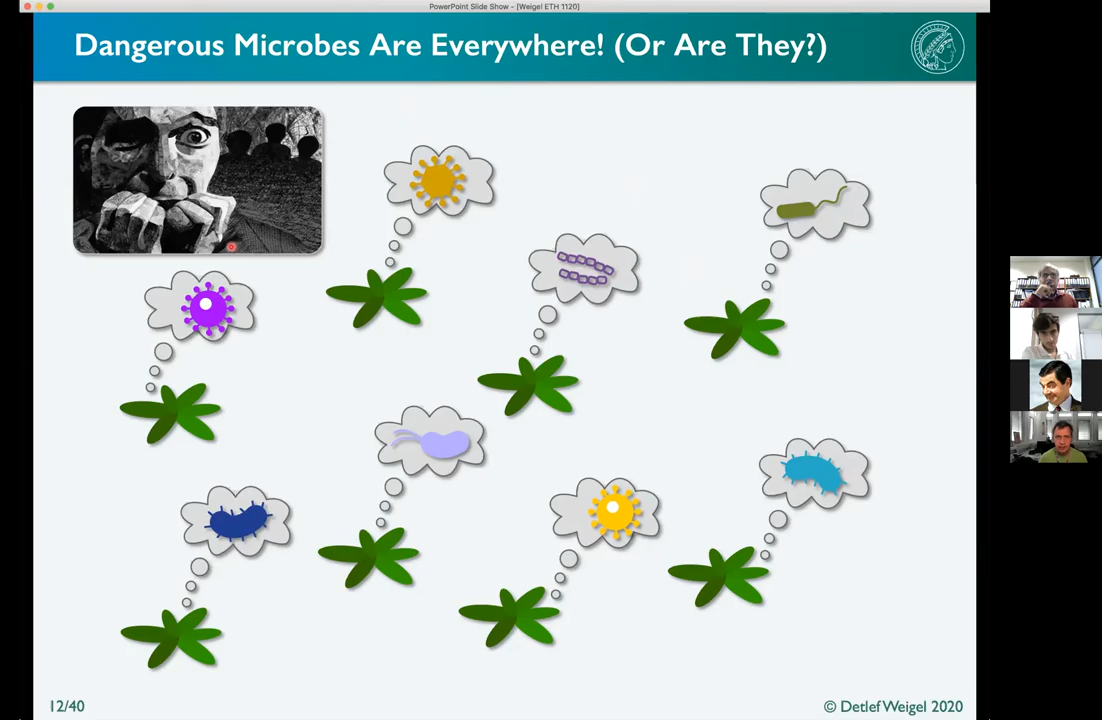 PowerPoint Slide Show - [Weigel ETH 1120]
Dangerous Microbes Are Everywhere! (Or Are They?)
12/40
© Detlef Weigel 2020